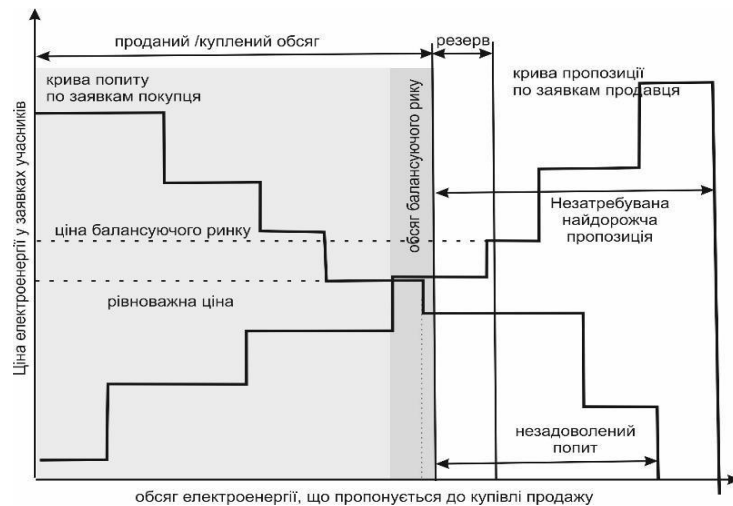 проданий /куплений обсяг
резерв
крива попиту
по заявкам покупця
крива пропозиції
по заявкам продавця
обсяг балансуючого рику
Ціна електроенергії у заявках учасників
ціна балансуючого ринку
Незатребувана
найдорожча
пропозиція
рівноважна ціна
незадоволений
попит
обсяг електроенергії, що пропонується до купівлі продажу